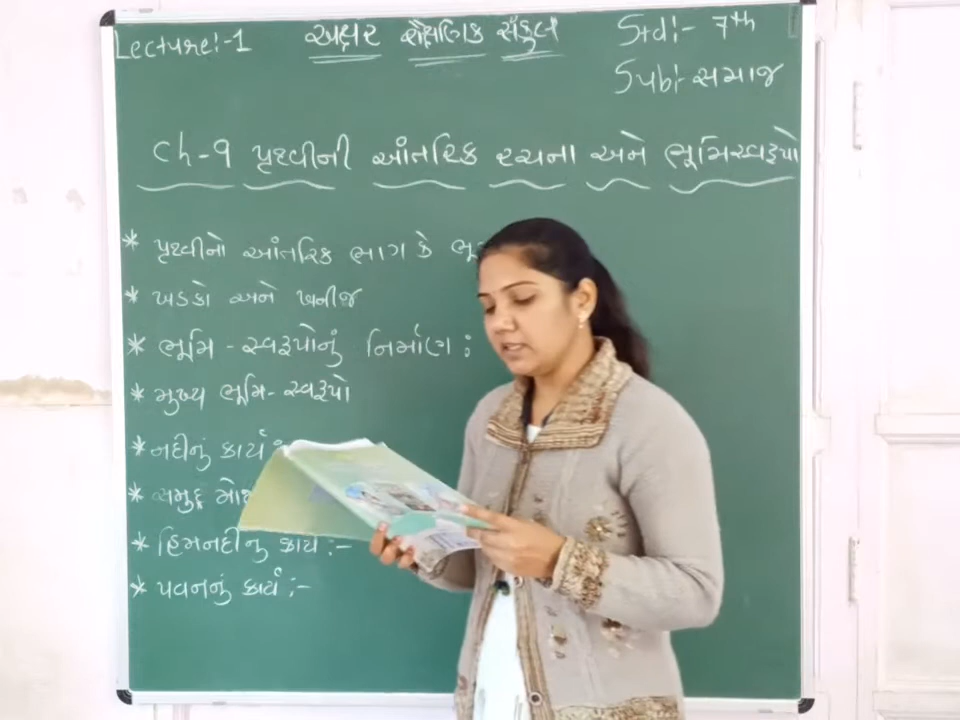 Lecture:-1 અક્ષર શૈક્ષણિક સંકુલ Std:- 7th
Sub:- સમાજ
Ch-9 પૃથ્વીની આંતરિક રચના અને ભૂમિસ્વરૂપો
* પૃથ્વીનો આંતરિક ભાગ કે
* ખડકો અને ખનીજ
* ભૂમિ - સ્વરૂપોનું નિર્માણ :
* મુખ્ય ભૂમિ- સ્વરૂપો
* નદીનું કાર્ય
* સમુદ્ર
* હિમનદીનુ કાર્ય :-
* પવનનું કાર્ય :-